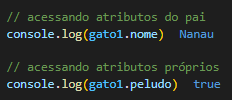 // acessando atributos do pai
console.log(gato1.nome)  Nanau
// acessando atributos próprios
console.log(gato1.peludo)  true